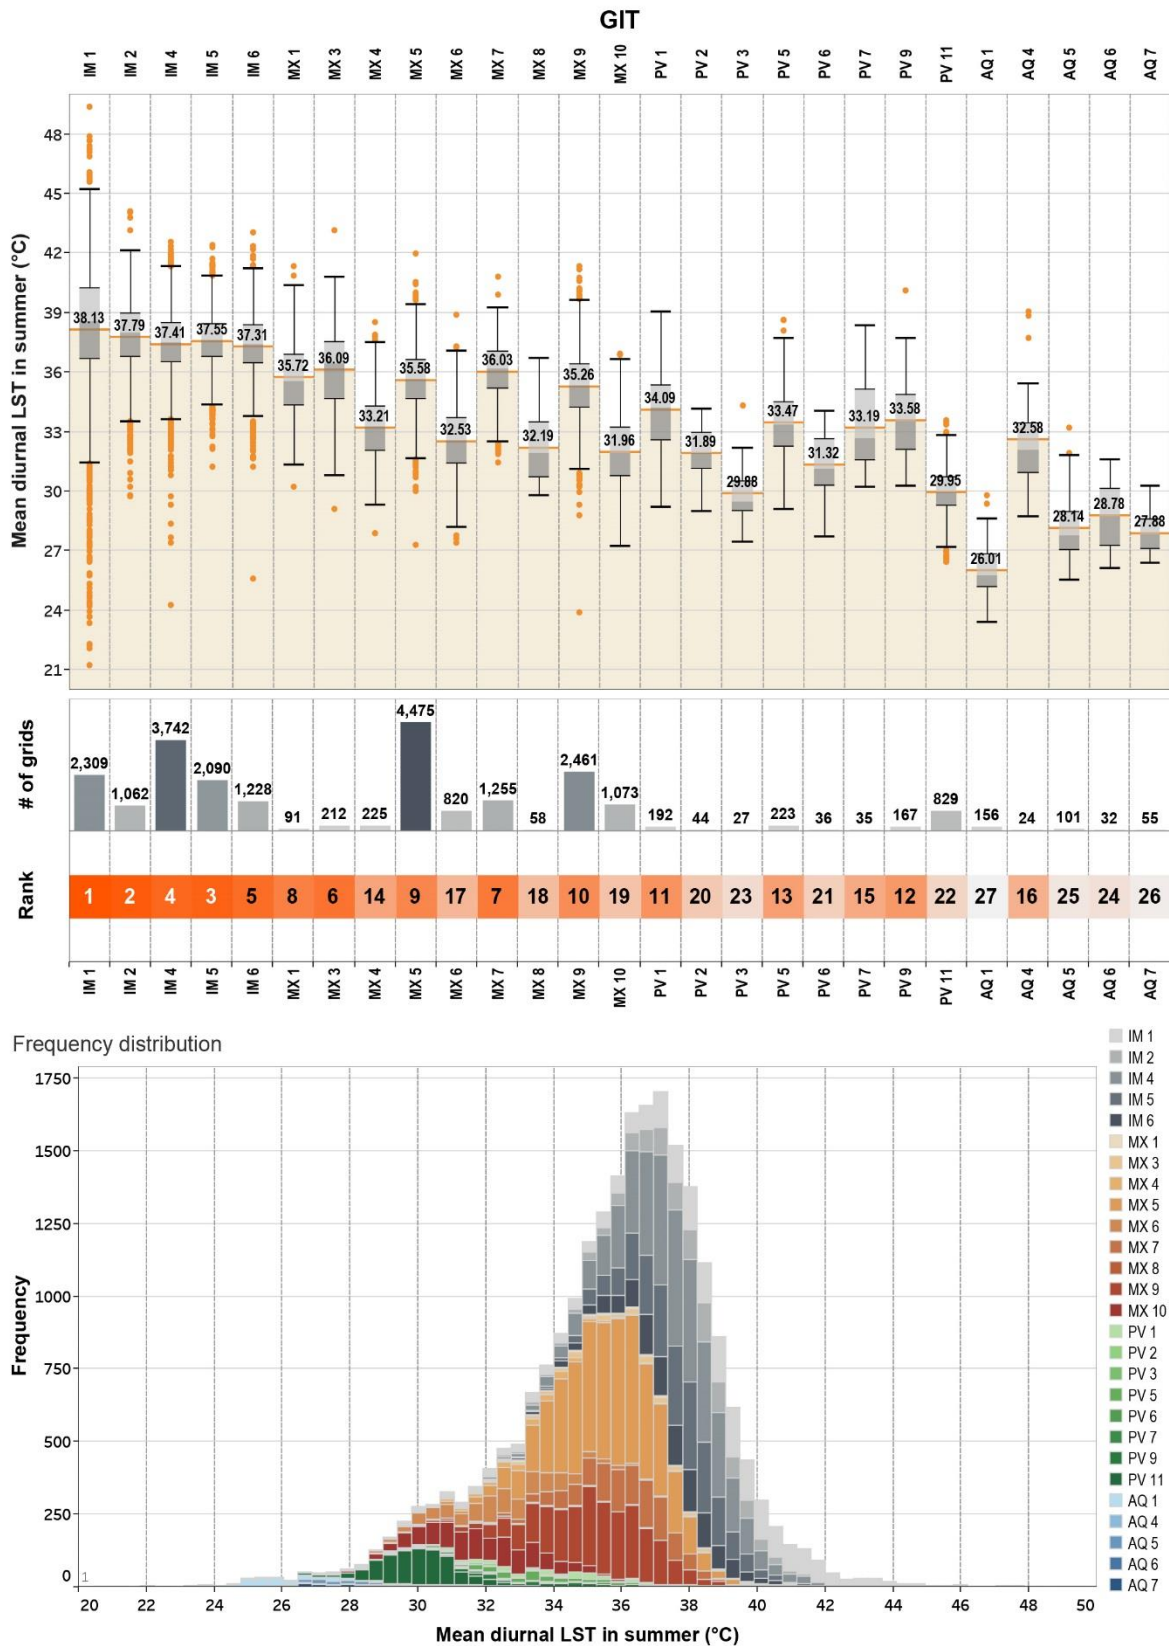 GIT
IM 1 IM 2 IM 4 IM 5 IM 6 MX 1 MX 3 MX 4 MX 5 MX 6 MX 7 MX 8 MX 9 MX 10 PV 1 PV 2 PV 3 PV 5 PV 6 PV 7 PV 9 PV 11 AQ 1 AQ 4 AQ 5 AQ 6 AQ 7
Mean diurnal LST in summer (°C)
48
45
42
39
36
33
30
27
24
21
38.13 37.79 37.41 37.55 37.31 35.72 36.09 33.21 35.58 32.53 36.03 32.19 35.26 31.96 34.09 31.89 29.88 33.47 31.32 33.19 33.58 29.95 26.01 32.58 28.14 28.78 27.88
# of grids
2,309 1,062 3,742 2,090 1,228 91 212 225 4,475 820 1,255 58 2,461 1,073 192 44 27 223 36 35 167 829 156 24 101 32 55
Rank
1 2 4 3 5 8 6 14 9 17 7 18 10 19 11 20 23 13 21 15 12 22 27 16 25 24 26
IM 1 IM 2 IM 4 IM 5 IM 6 MX 1 MX 3 MX 4 MX 5 MX 6 MX 7 MX 8 MX 9 MX 10 PV 1 PV 2 PV 3 PV 5 PV 6 PV 7 PV 9 PV 11 AQ 1 AQ 4 AQ 5 AQ 6 AQ 7
Frequency distribution
Frequency
1750
1500
1250
1000
750
500
250
0 1
20 22 24 26 28 30 32 34 36 38 40 42 44 46 48 50
Mean diurnal LST in summer (°C)
IM 1
IM 2
IM 4
IM 5
IM 6
MX 1
MX 3
MX 4
MX 5
MX 6
MX 7
MX 8
MX 9
MX 10
PV 1
PV 2
PV 3
PV 5
PV 6
PV 7
PV 9
PV 11
AQ 1
AQ 4
AQ 5
AQ 6
AQ 7